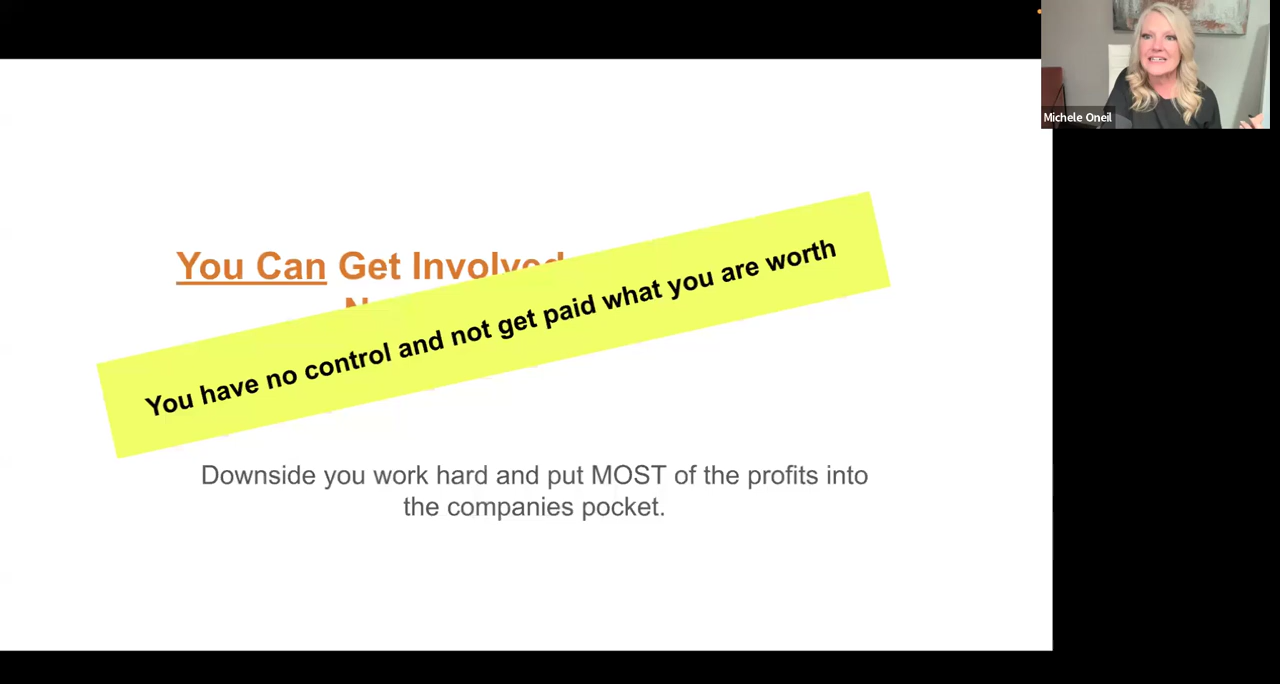 Michele Oneil
You Can Get Involved
You have no control and not get paid what you are worth
Downside you work hard and put MOST of the profits into
the companies pocket.